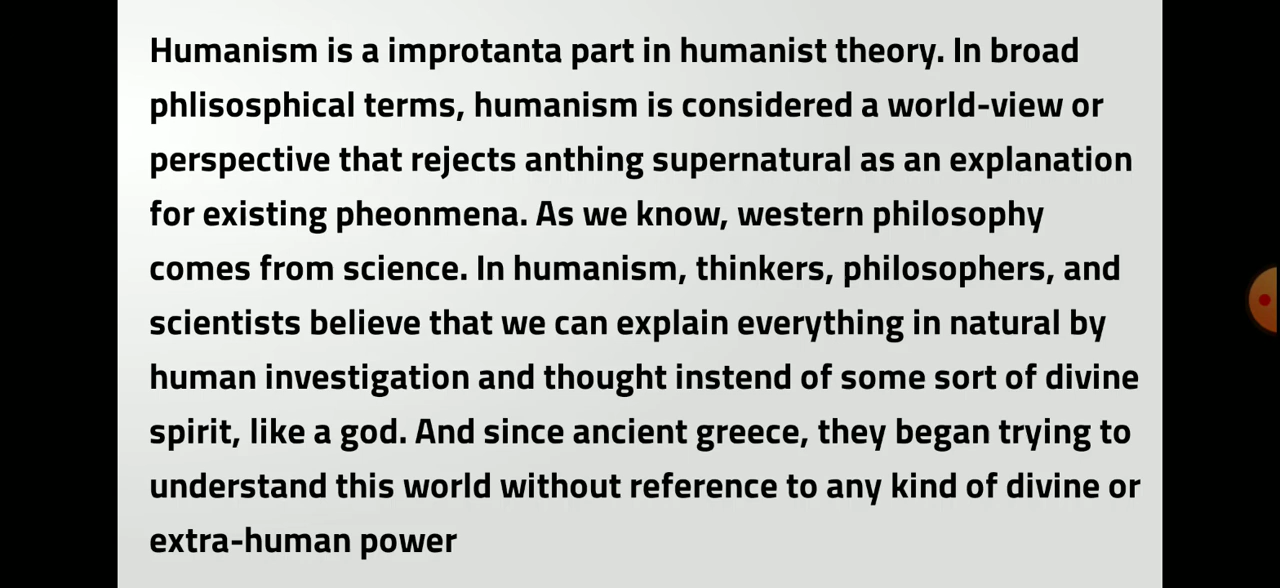 Humanism is a improtanta part in humanist theory. In broad
phlisosphical terms, humanism is considered a world-view or
perspective that rejects anthing supernatural as an explanation
for existing pheonmena. As we know, western philosophy
comes from science. In humanism, thinkers, philosophers, and
scientists believe that we can explain everything in natural by
human investigation and thought instend of some sort of divine
spirit, like a god. And since ancient greece, they began trying to
understand this world without reference to any kind of divine or
extra-human power